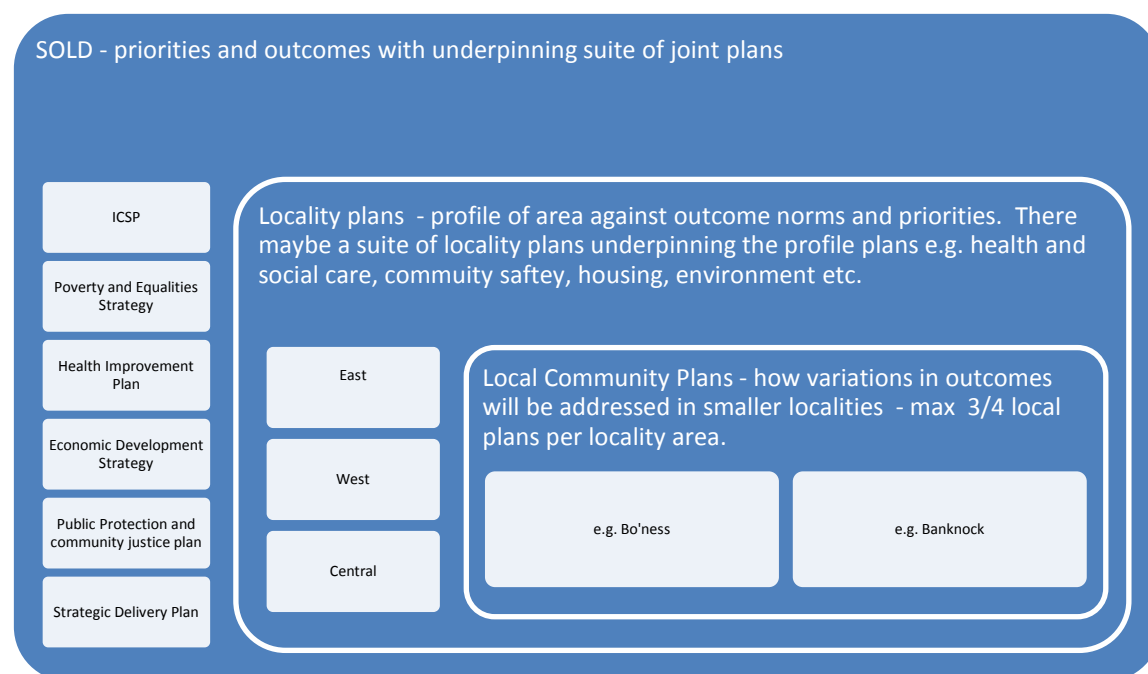 SOLD - priorities and outcomes with underpinning suite of joint plans
ICSP
Poverty and Equalities
Strategy
Health Improvement
Plan
Economic Development
Strategy
Public Protection and
community justice plan
Strategic Delivery Plan
Locality plans - profile of area against outcome norms and priorities. There
maybe a suite of locality plans underpinning the profile plans e.g. health and
social care, commuity saftey, housing, environment etc.
East
West
Central
Local Community Plans - how variations in outcomes
will be addressed in smaller localities - max 3/4 local
plans per locality area.
e.g. Bo'ness
e.g. Banknock